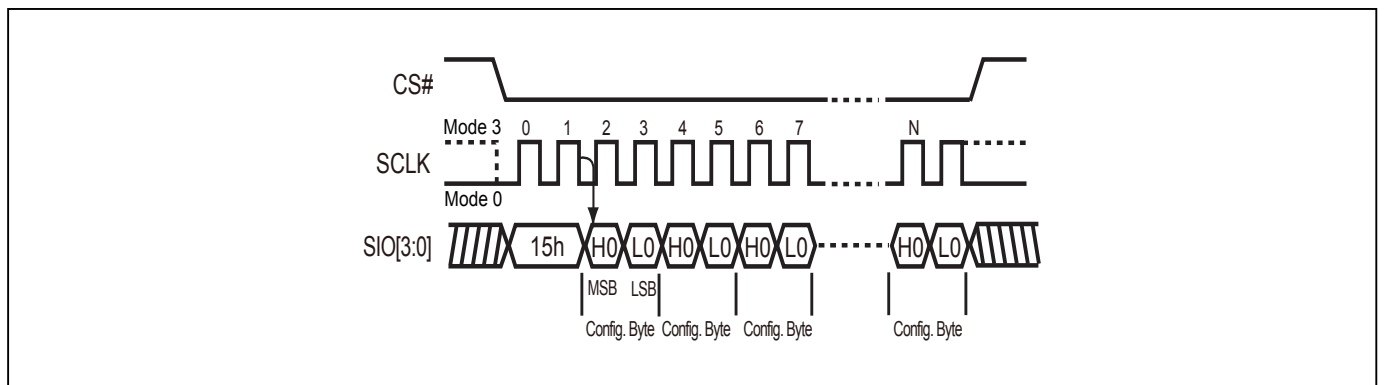 CS#
Mode 3 0 1 2 3 4 5 6 7 N
SCLK
Mode 0
SIO[3:0] 15h H0 L0 H0 L0 H0 L0 H0 L0
MSB LSB
Config. Byte Config. Byte Config. Byte Config. Byte